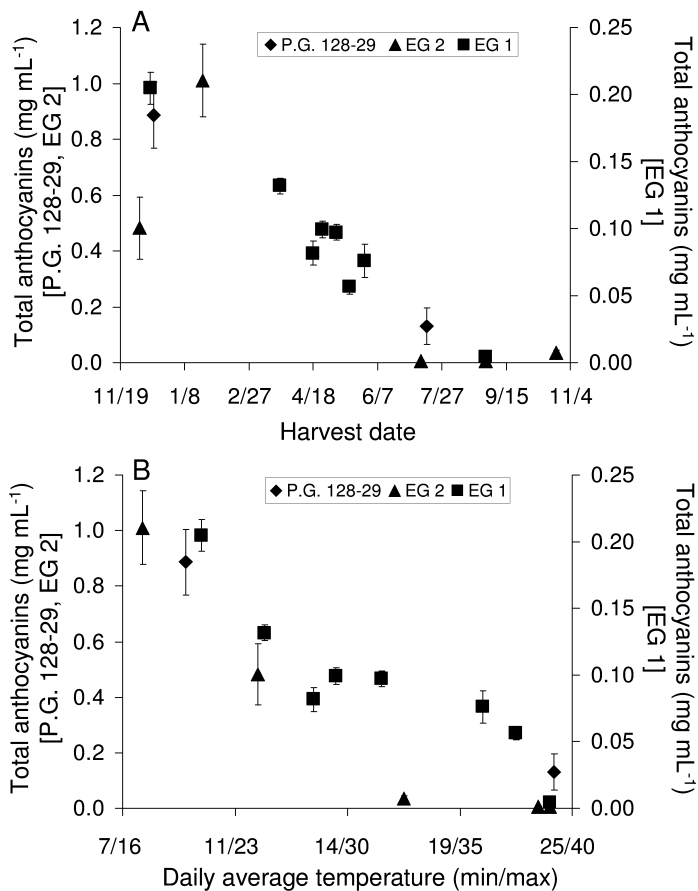 A
P.G. 128-29 EG 2 EG 1
Total anthocyanins (mg mL-1)
[P.G. 128-29, EG 2]
1.2
1.0
0.8
0.6
0.4
0.2
0.0
0.25
0.20
0.15
0.10
0.05
0.00
Total anthocyanins (mg mL-1)
[EG 1]
11/19 1/8 2/27 4/18 6/7 7/27 9/15 11/4
Harvest date
B
P.G. 128-29 EG 2 EG 1
Total anthocyanins (mg mL-1)
[P.G. 128-29, EG 2]
1.2
1.0
0.8
0.6
0.4
0.2
0.0
0.25
0.20
0.15
0.10
0.05
0.00
Total anthocyanins (mg mL-1)
[EG 1]
7/16 11/23 14/30 19/35 25/40
Daily average temperature (min/max)